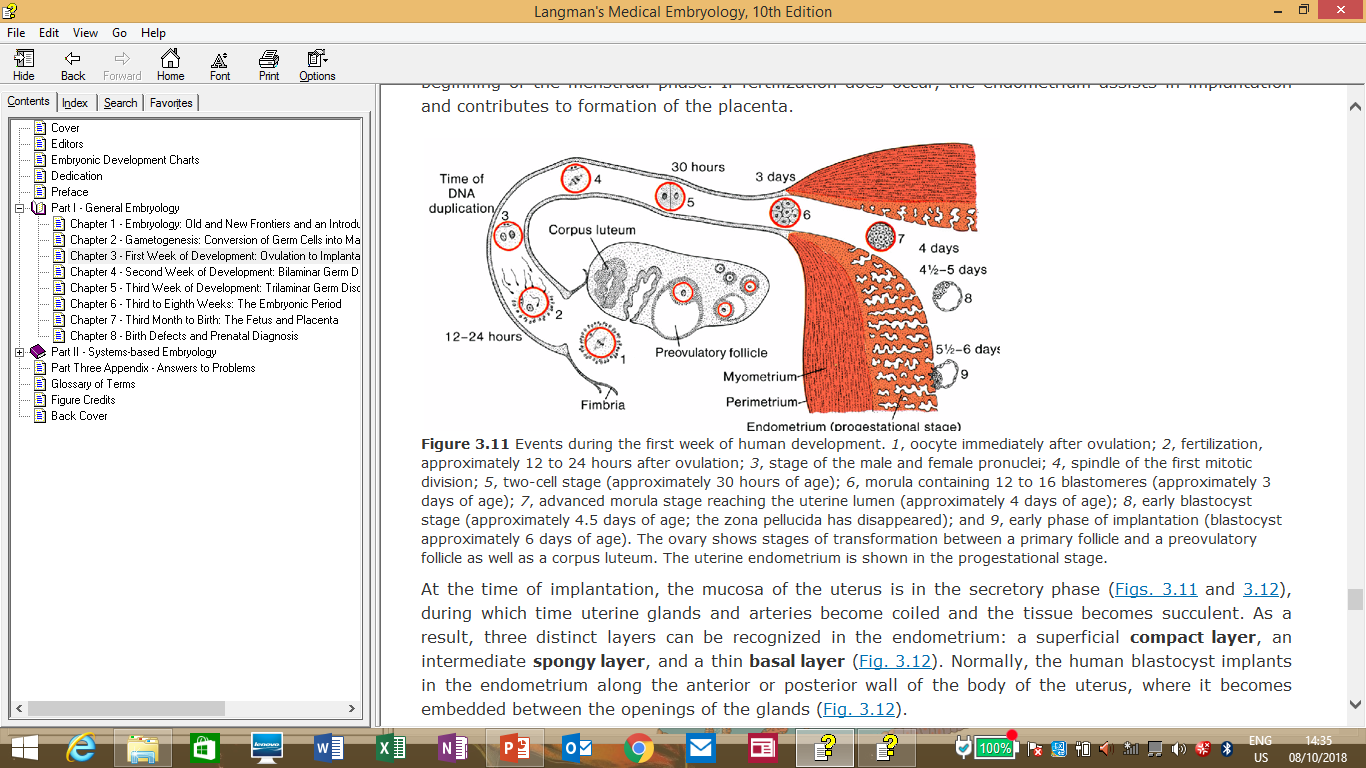 Langman's Medical Embryology, 10th Edition
File Edit View Go Help
Hide Back Forward Home Font Print Options
Contents Index Search Favorites
Cover
Editors
Embryonic Development Charts
Dedication
Preface
Part I - General Embryology
Chapter 1 - Embryology: Old and New Frontiers and an Introdu
Chapter 2 - Gametogenesis: Conversion of Germ Cells into Ma
Chapter 3 - First Week of Development: Ovulation to Implanta
Chapter 4 - Second Week of Development: Bilaminar Germ D
Chapter 5 - Third Week of Development: Trilaminar Germ Disc
Chapter 6 - Third to Eighth Weeks: The Embryonic Period
Chapter 7 - Third Month to Birth: The Fetus and Placenta
Chapter 8 - Birth Defects and Prenatal Diagnosis
Part II - Systems-based Embryology
Part Three Appendix - Answers to Problems
Glossary of Terms
Figure Credits
Back Cover
beginning of the menstrual phase. If fertilization does occur, the endometrium assists in implantation
and contributes to formation of the placenta.
Time of
DNA
duplication
30 hours
3 days
4
5
6
3
7
4 days
4½-5 days
8
Corpus luteum
2
12-24 hours
1
Preovulatory follicle
5½-6 days
9
Myometrium
Perimetrium
Fimbria
Endometrium (progestational stage)
Figure 3.11 Events during the first week of human development. 1, oocyte immediately after ovulation; 2, fertilization,
approximately 12 to 24 hours after ovulation; 3, stage of the male and female pronuclei; 4, spindle of the first mitotic
division; 5, two-cell stage (approximately 30 hours of age); 6, morula containing 12 to 16 blastomeres (approximately 3
days of age); 7, advanced morula stage reaching the uterine lumen (approximately 4 days of age); 8, early blastocyst
stage (approximately 4.5 days of age; the zona pellucida has disappeared); and 9, early phase of implantation (blastocyst
approximately 6 days of age). The ovary shows stages of transformation between a primary follicle and a preovulatory
follicle as well as a corpus luteum. The uterine endometrium is shown in the progestational stage.
At the time of implantation, the mucosa of the uterus is in the secretory phase (Figs. 3.11 and 3.12),
during which time uterine glands and arteries become coiled and the tissue becomes succulent. As a
result, three distinct layers can be recognized in the endometrium: a superficial compact layer, an
intermediate spongy layer, and a thin basal layer (Fig. 3.12). Normally, the human blastocyst implants
in the endometrium along the anterior or posterior wall of the body of the uterus, where it becomes
embedded between the openings of the glands (Fig. 3.12).
lenovo
100%
ENG
US
14:35
08/10/2018